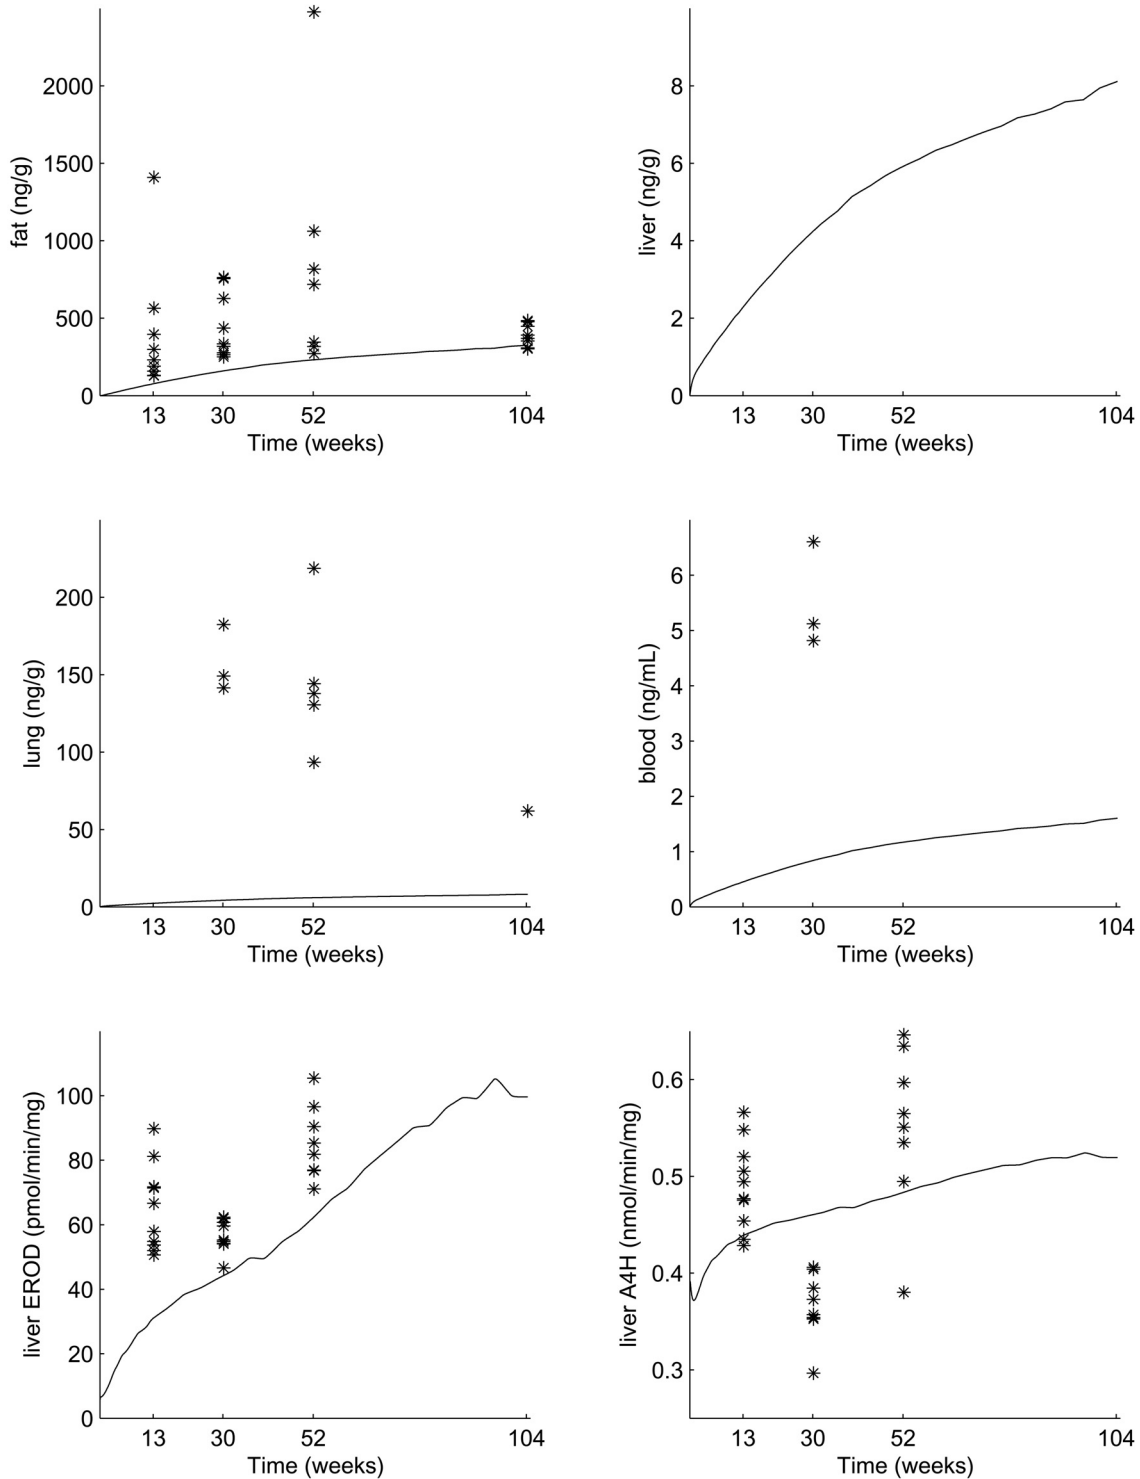 fat (ng/g)
2000
1500
1000
500
0
13 30 52 104
Time (weeks)
liver (ng/g)
8
6
4
2
0
13 30 52 104
Time (weeks)
lung (ng/g)
200
150
100
50
0
13 30 52 104
Time (weeks)
blood (ng/mL)
6
5
4
3
2
1
0
13 30 52 104
Time (weeks)
liver EROD (pmol/min/mg)
100
80
60
40
20
0
13 30 52 104
Time (weeks)
liver A4H (nmol/min/mg)
0.6
0.5
0.4
0.3
13 30 52 104
Time (weeks)